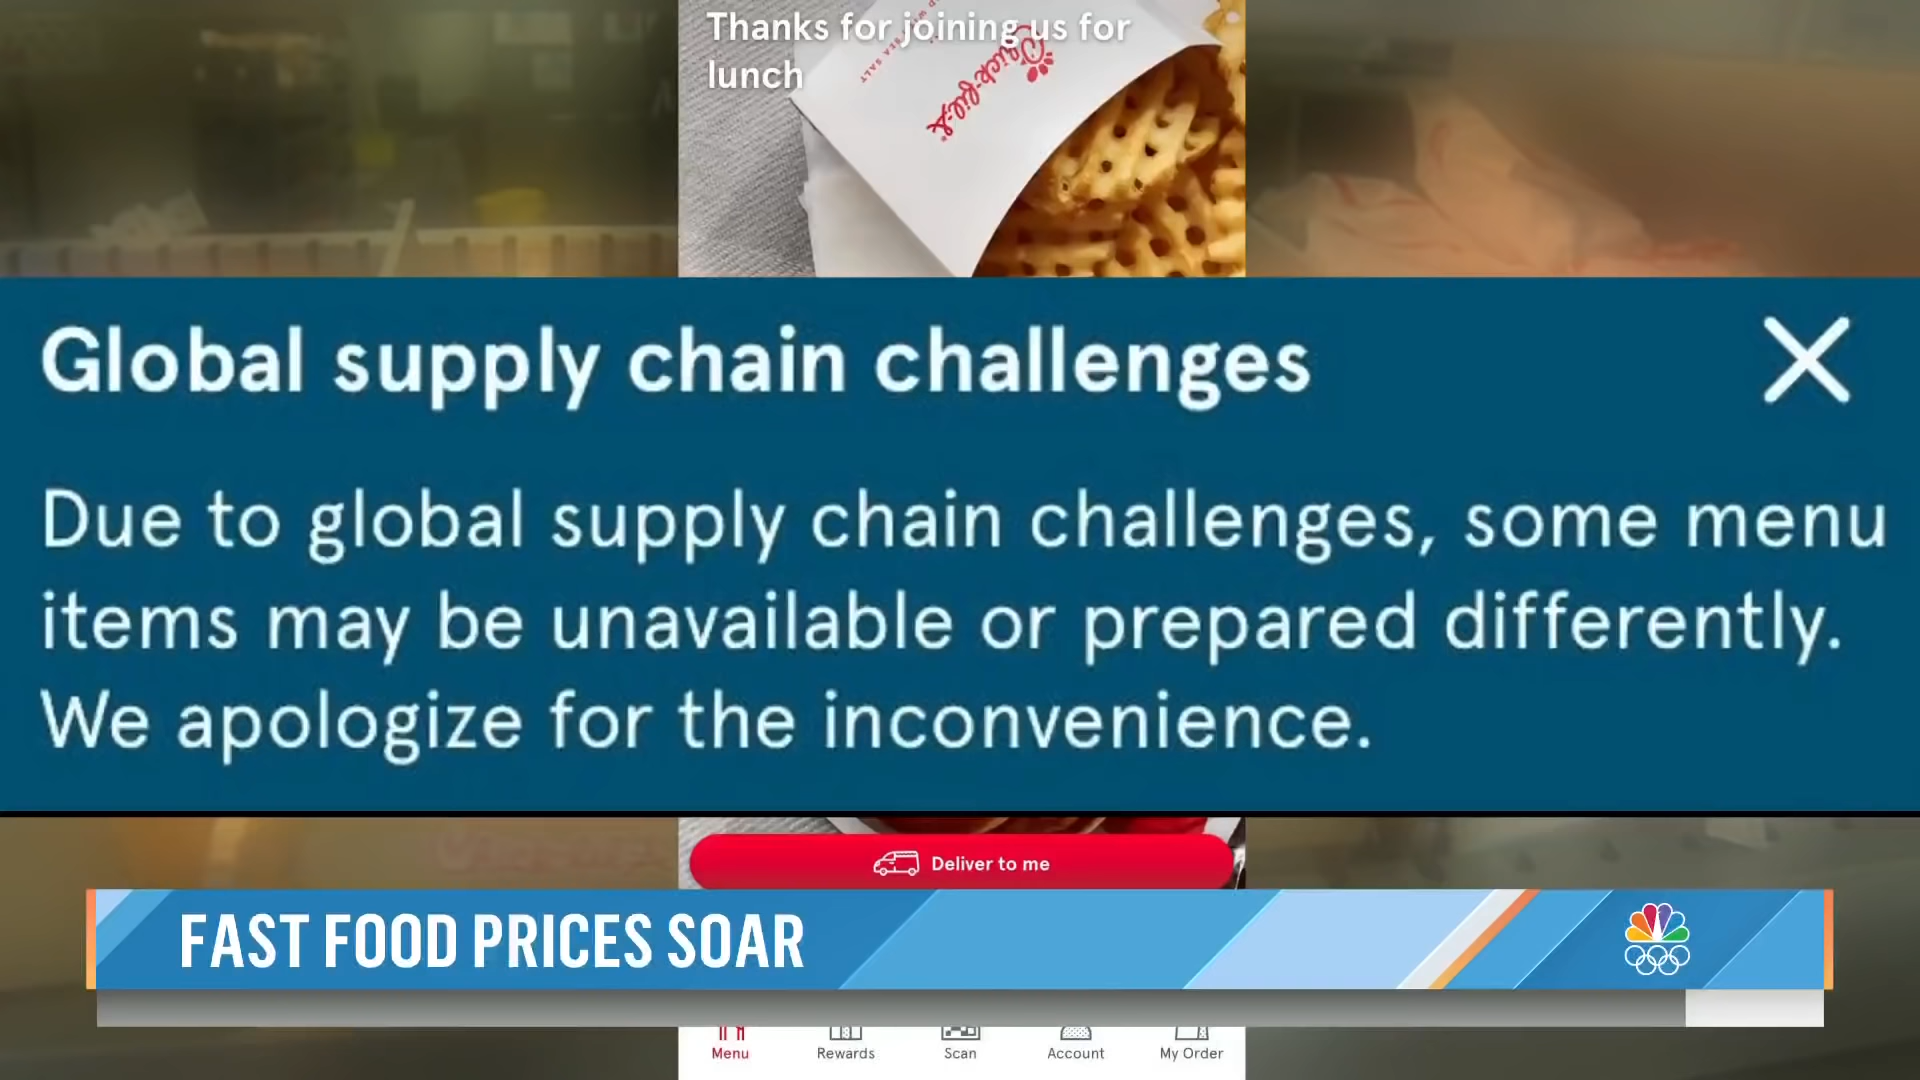 Thanks for joining us for
lunch
Chick-fil-A
SEA SALT
Global supply chain challenges
Due to global supply chain challenges, some menu
items may be unavailable or prepared differently.
We apologize for the inconvenience.
Deliver to me
FAST FOOD PRICES SOAR
Menu
Rewards
Scan
Account
My Order